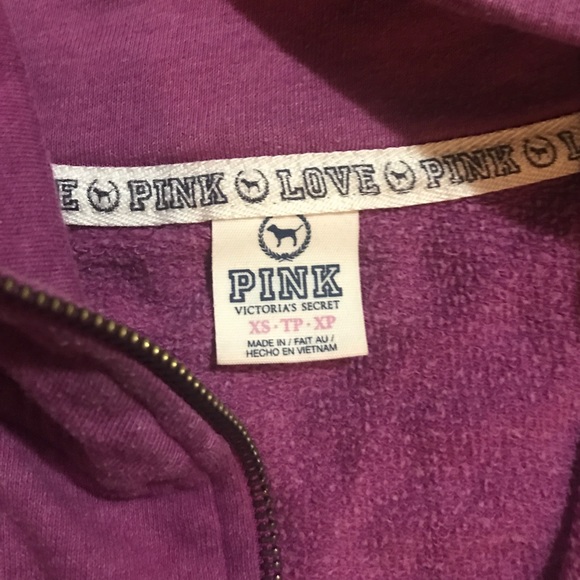 E PINK LOVE PINK
PINK
VICTORIA'S SECRET
XS · TP · XP
MADE IN / FAIT AU /
HECHO EN VIETNAM